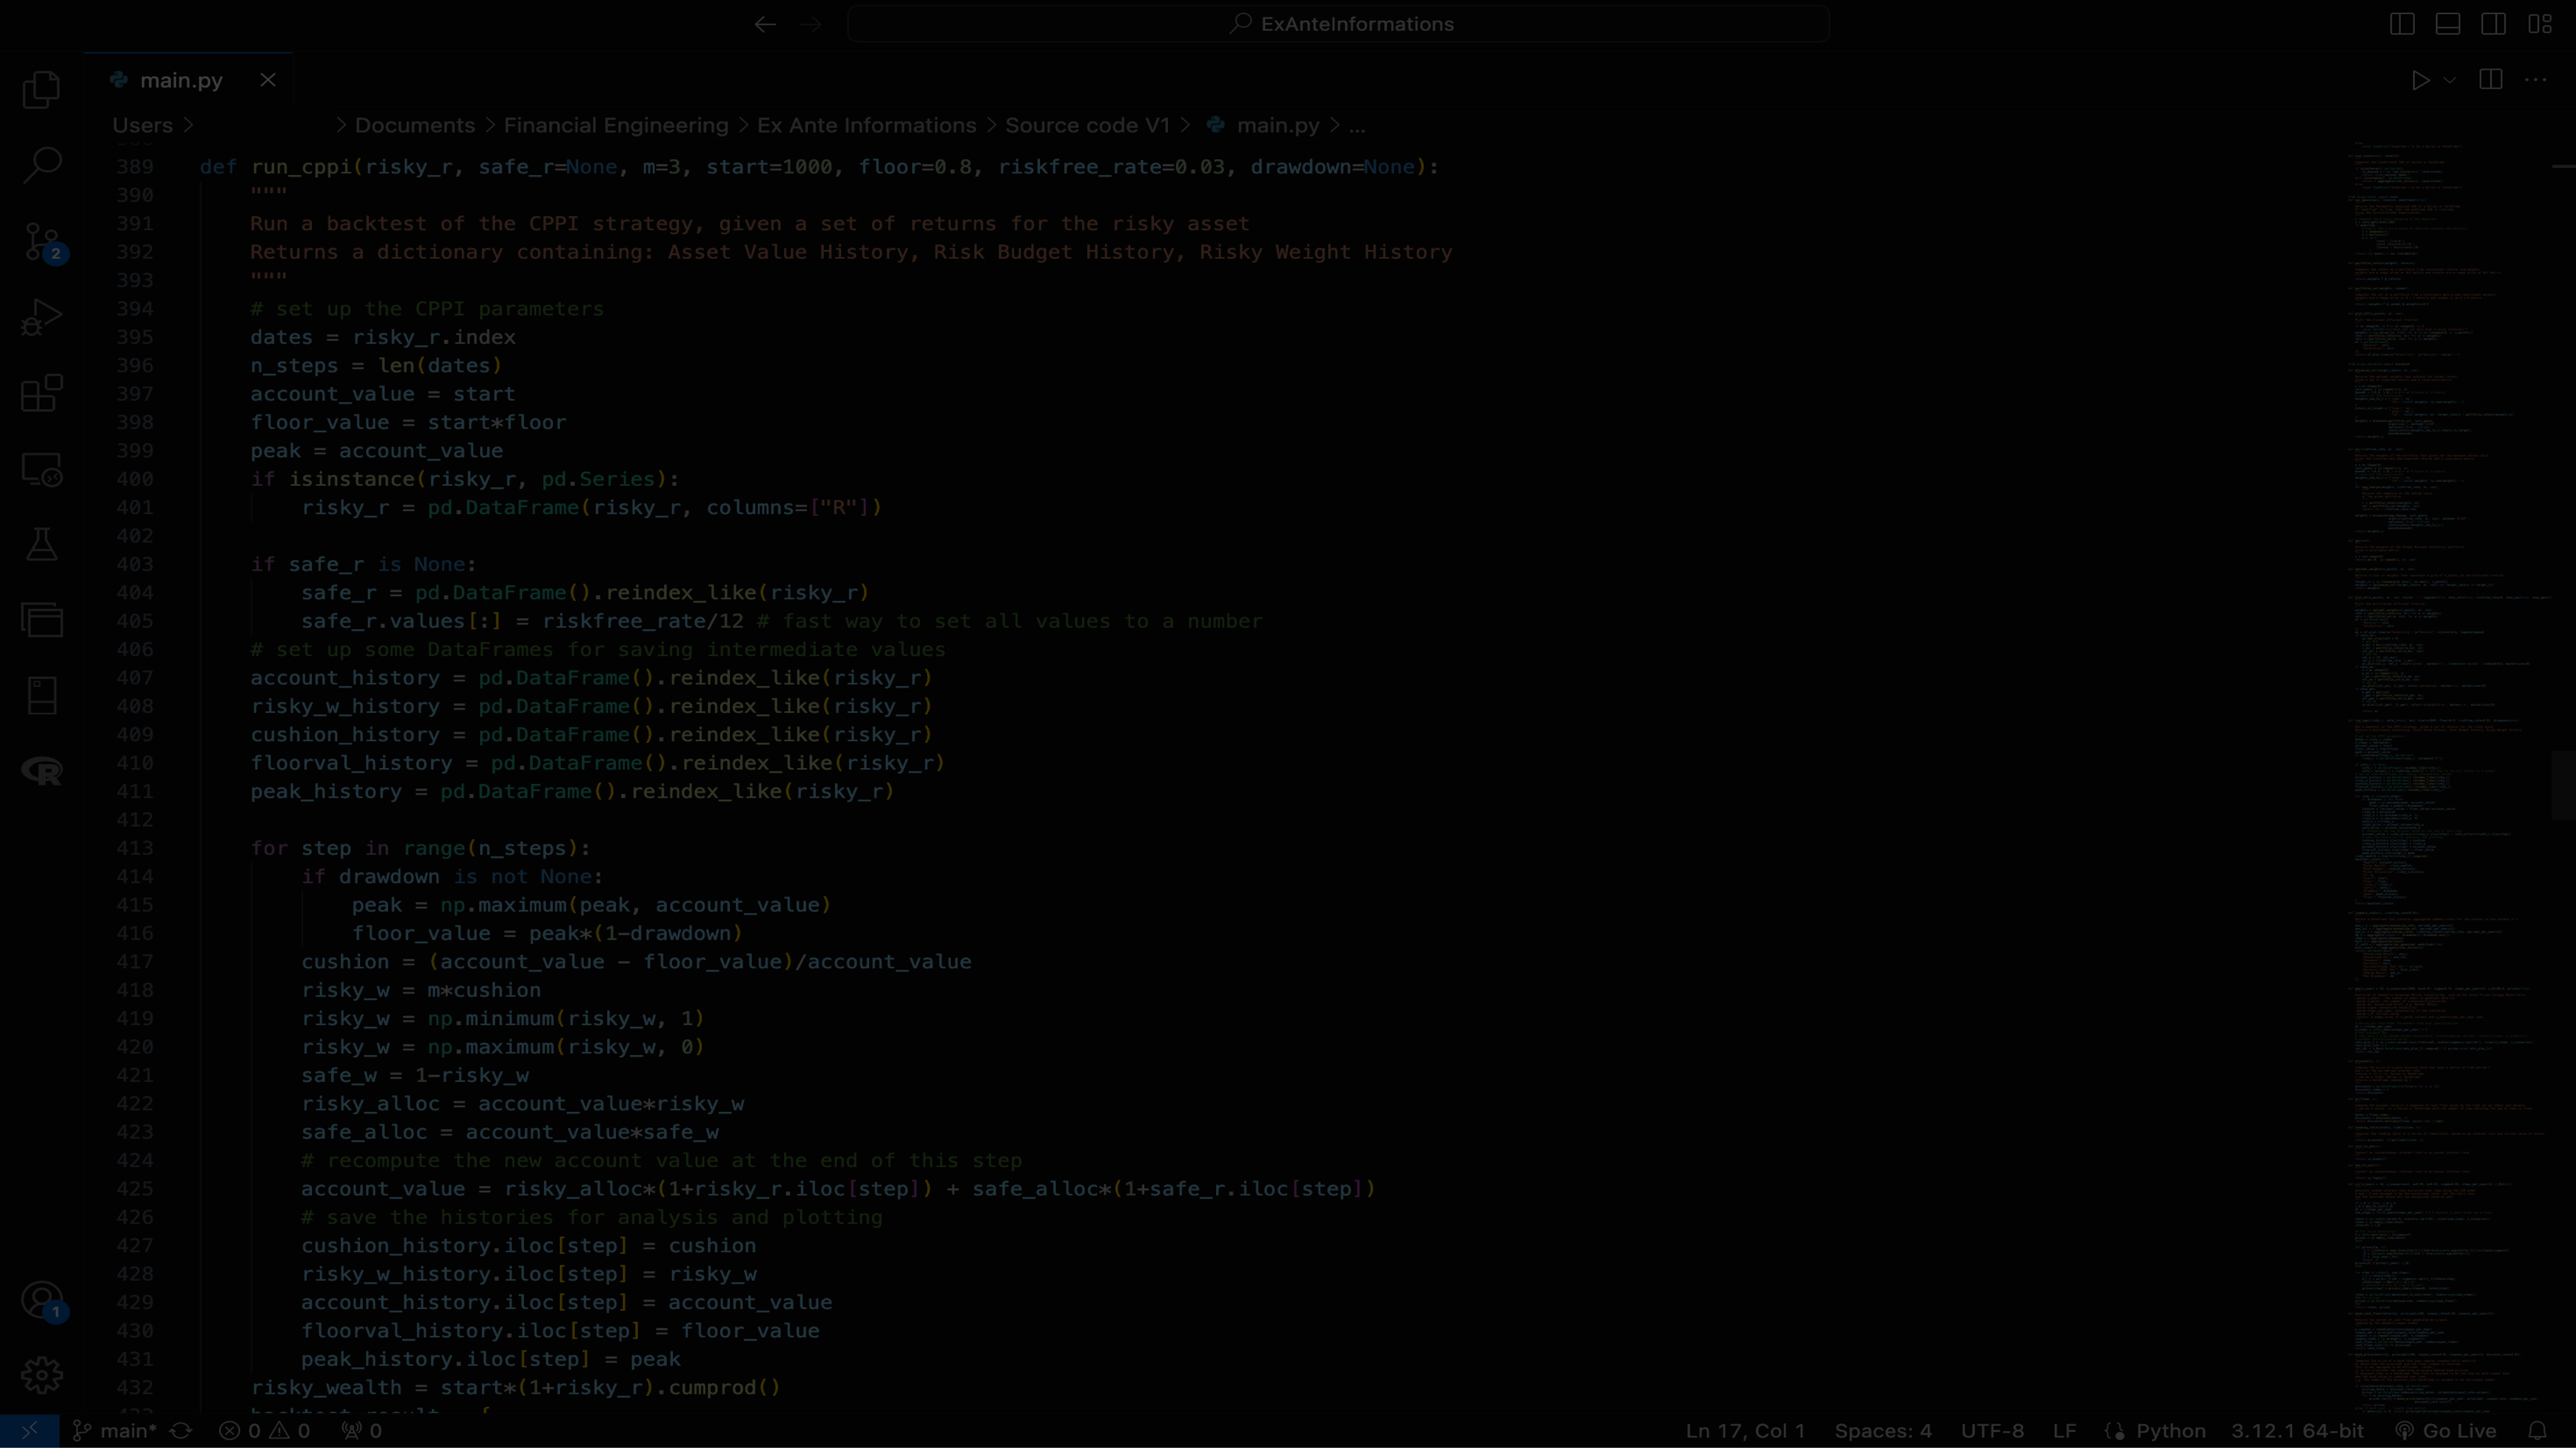 ExAnteInformations
main.py
Users > > Documents > Financial Engineering > Ex Ante Informations > Source code V1 > main.py > ...
389 def run_cppi(risky_r, safe_r=None, m=3, start=1000, floor=0.8, riskfree_rate=0.03, drawdown=None):
390 """
391 Run a backtest of the CPPI strategy, given a set of returns for the risky asset
392 Returns a dictionary containing: Asset Value History, Risk Budget History, Risky Weight History
393 """
394 # set up the CPPI parameters
395 dates = risky_r.index
396 n_steps = len(dates)
397 account_value = start
398 floor_value = start*floor
399 peak = account_value
400 if isinstance(risky_r, pd.Series):
401 risky_r = pd.DataFrame(risky_r, columns=["R"])
402
403 if safe_r is None:
404 safe_r = pd.DataFrame().reindex_like(risky_r)
405 safe_r.values[:] = riskfree_rate/12 # fast way to set all values to a number
406 # set up some DataFrames for saving intermediate values
407 account_history = pd.DataFrame().reindex_like(risky_r)
408 risky_w_history = pd.DataFrame().reindex_like(risky_r)
409 cushion_history = pd.DataFrame().reindex_like(risky_r)
410 floorval_history = pd.DataFrame().reindex_like(risky_r)
411 peak_history = pd.DataFrame().reindex_like(risky_r)
412
413 for step in range(n_steps):
414 if drawdown is not None:
415 peak = np.maximum(peak, account_value)
416 floor_value = peak*(1-drawdown)
417 cushion = (account_value - floor_value)/account_value
418 risky_w = m*cushion
419 risky_w = np.minimum(risky_w, 1)
420 risky_w = np.maximum(risky_w, 0)
421 safe_w = 1-risky_w
422 risky_alloc = account_value*risky_w
423 safe_alloc = account_value*safe_w
424 # recompute the new account value at the end of this step
425 account_value = risky_alloc*(1+risky_r.iloc[step]) + safe_alloc*(1+safe_r.iloc[step])
426 # save the histories for analysis and plotting
427 cushion_history.iloc[step] = cushion
428 risky_w_history.iloc[step] = risky_w
429 account_history.iloc[step] = account_value
430 floorval_history.iloc[step] = floor_value
431 peak_history.iloc[step] = peak
432 risky_wealth = start*(1+risky_r).cumprod()
2
1
main* 0 0 0 Ln 17, Col 1 Spaces: 4 UTF-8 LF Python 3.12.1 64-bit Go Live